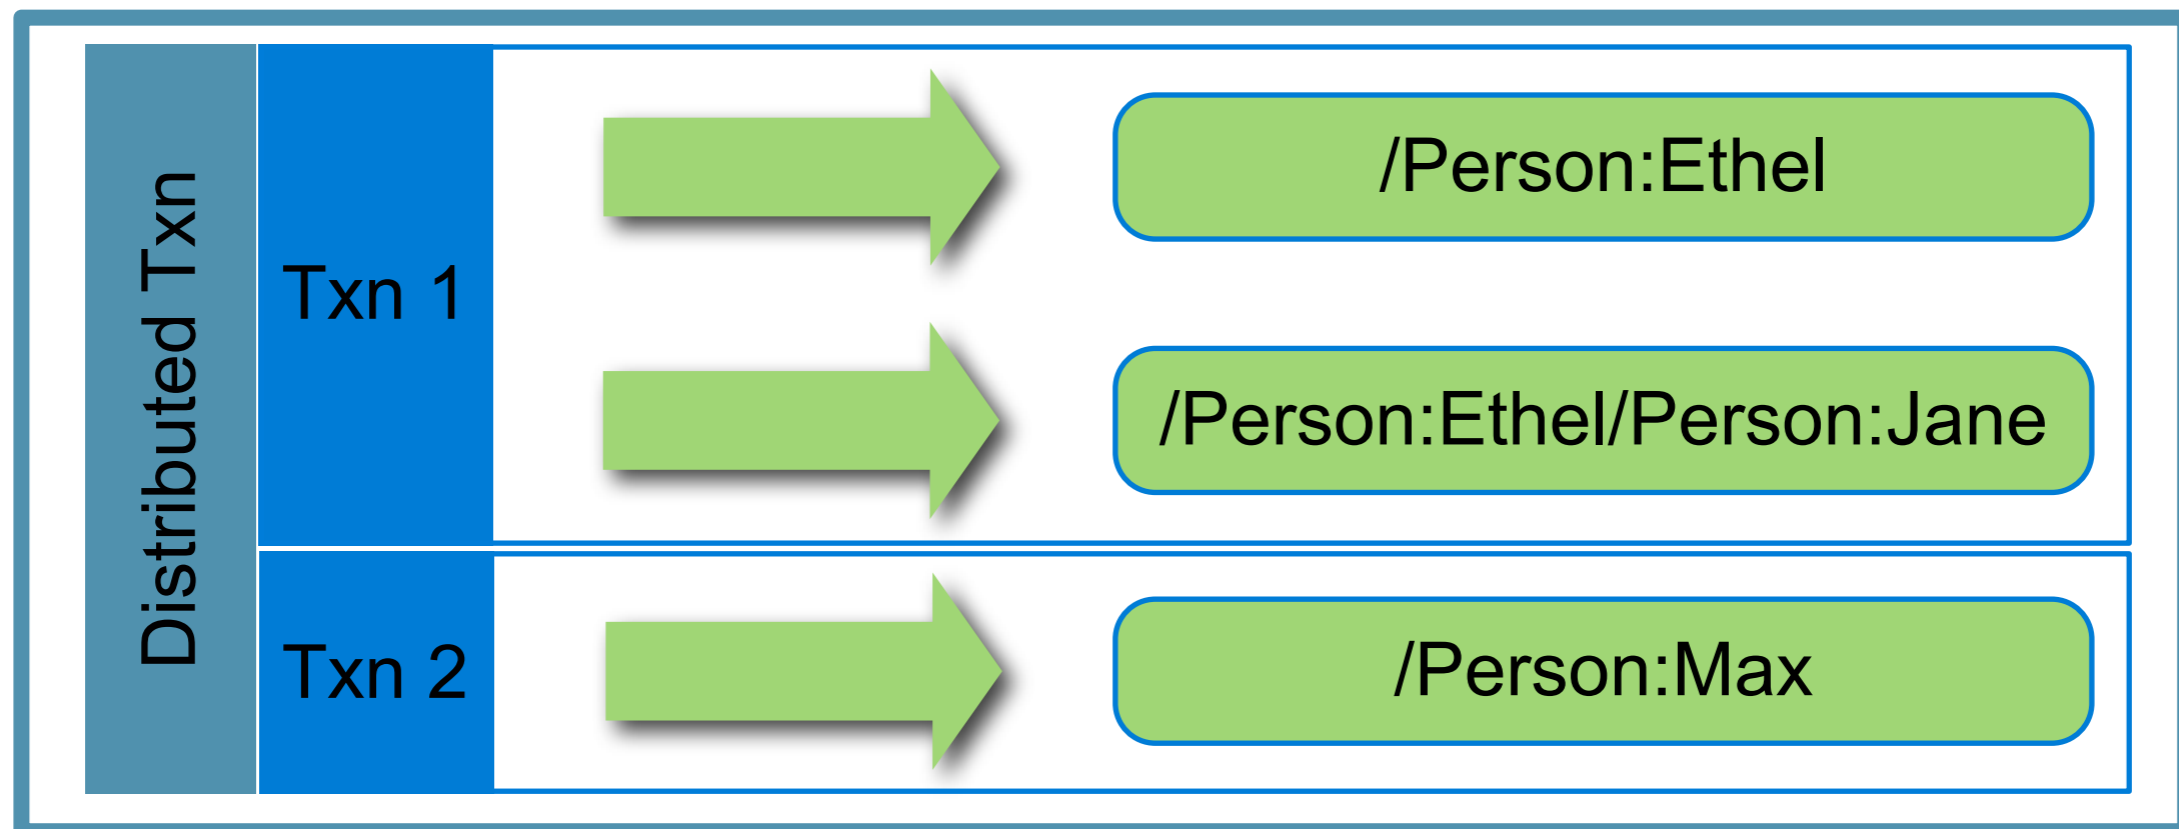 Distributed Txn
Txn 1
/Person:Ethel
/Person:Ethel/Person:Jane
Txn 2
/Person:Max